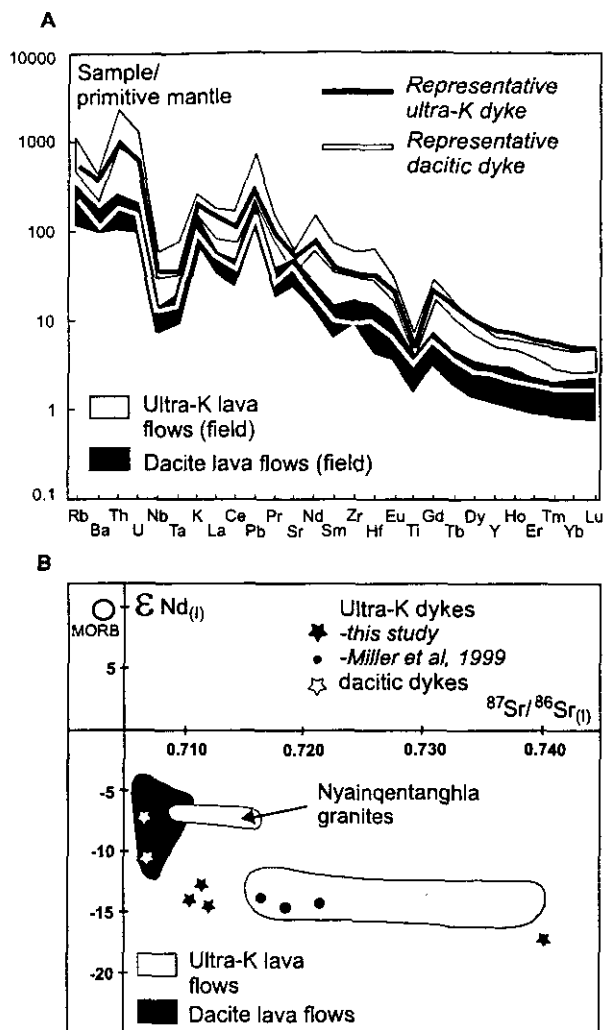 A
10000
1000
100
10
1
0.1
Sample/
primitive mantle
Representative
ultra-K dyke
Representative
dacitic dyke
Ultra-K lava
flows (field)
Dacite lava flows (field)
Rb Ba Th U Nb Ta K La Ce Pb Pr Sr Nd Sm Zr Hf Eu Ti Gd Tb Dy Y Ho Er Tm Yb Lu
B
MORB
ε Nd(I)
Ultra-K dykes
-this study
-Miller et al, 1999
dacitic dykes
87Sr/86Sr(I)
5
0.710 0.720 0.730 0.740
-5
-10
-15
-20
Nyainqentanghla
granites
Ultra-K lava
flows
Dacite lava flows